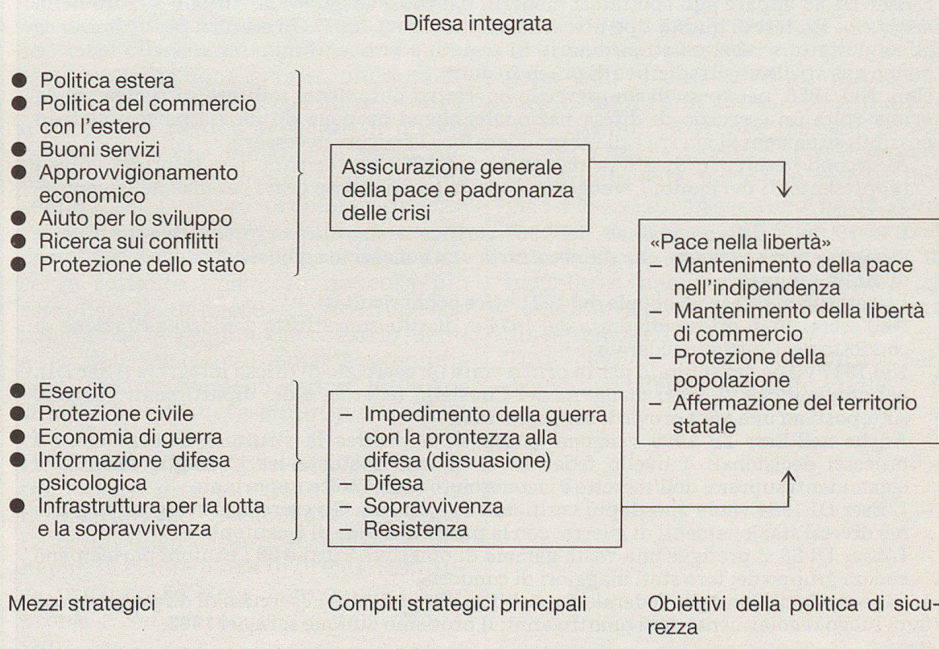 Difesa integrata
● Politica estera
● Politica del commercio
con l'estero
● Buoni servizi
● Approvvigionamento
economico
● Aiuto per lo sviluppo
● Ricerca sui conflitti
● Protezione dello stato
Assicurazione generale
della pace e padronanza
delle crisi
«Pace nella libertà»
– Mantenimento della pace
nell'indipendenza
– Mantenimento della libertà
di commercio
– Protezione della
popolazione
– Affermazione del territorio
statale
● Esercito
● Protezione civile
● Economia di guerra
● Informazione difesa
psicologica
● Infrastruttura per la lotta
e la sopravvivenza
– Impedimento della guerra
con la prontezza alla
difesa (dissuasione)
– Difesa
– Sopravvivenza
– Resistenza
Mezzi strategici
Compiti strategici principali
Obiettivi della politica di sicu-
rezza